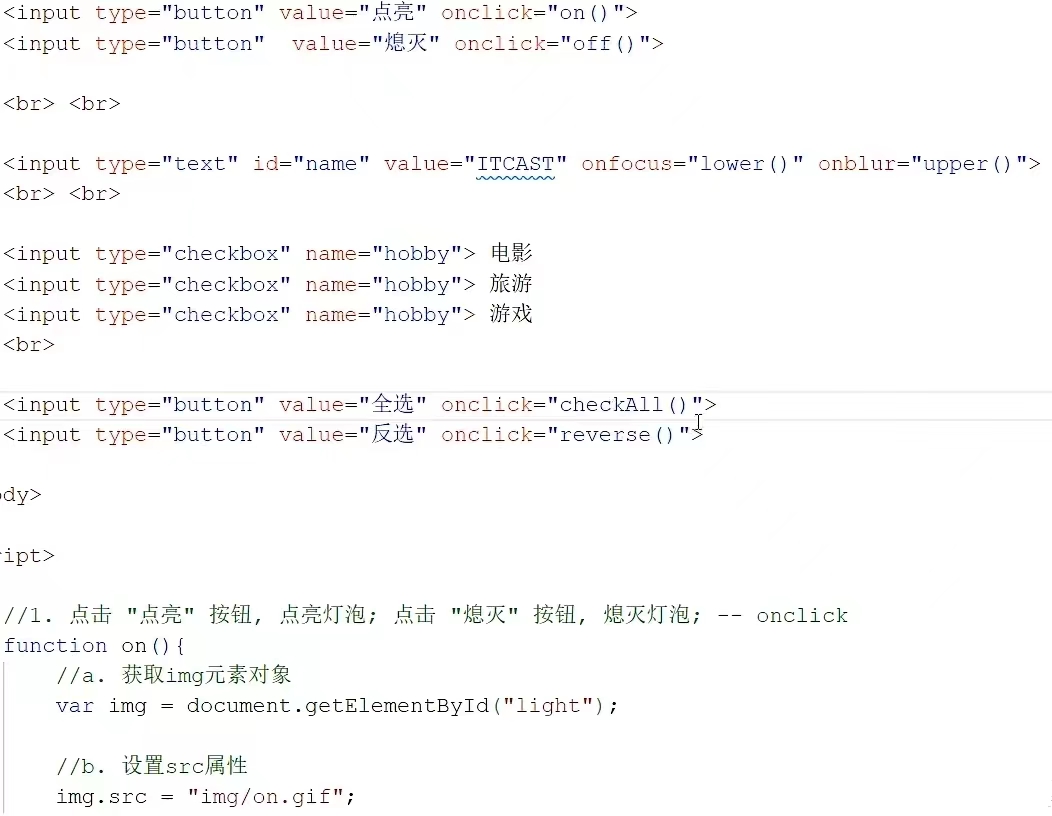 <input type="button" value="点亮" onclick="on()">
<input type="button"  value="熄灭" onclick="off()">
<br> <br>
<input type="text" id="name" value="ITCAST" onfocus="lower()" onblur="upper()">
<br> <br>
<input type="checkbox" name="hobby"> 电影
<input type="checkbox" name="hobby"> 旅游
<input type="checkbox" name="hobby"> 游戏
<br>
<input type="button" value="全选" onclick="checkAll()">
<input type="button" value="反选" onclick="reverse()">
ody>
ript>
//1. 点击 "点亮" 按钮, 点亮灯泡; 点击 "熄灭" 按钮, 熄灭灯泡; -- onclick
function on(){
//a. 获取img元素对象
var img = document.getElementById("light");
//b. 设置src属性
img.src = "img/on.gif";